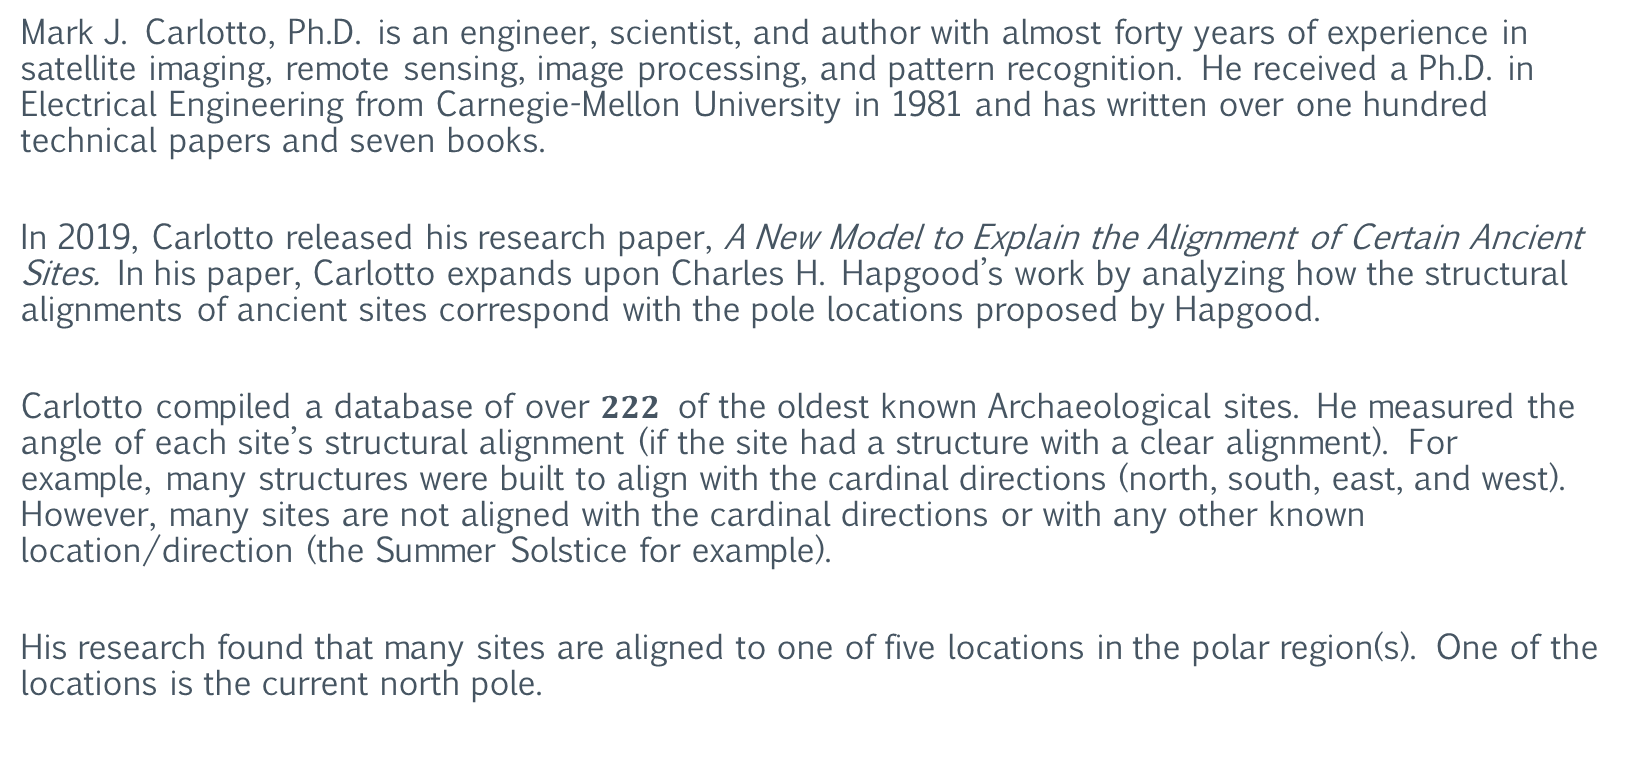 Mark J. Carlotto, Ph.D. is an engineer, scientist, and author with almost forty years of experience in
satellite imaging, remote sensing, image processing, and pattern recognition. He received a Ph.D. in
Electrical Engineering from Carnegie-Mellon University in 1981 and has written over one hundred
technical papers and seven books.
In 2019, Carlotto released his research paper, A New Model to Explain the Alignment of Certain Ancient
Sites. In his paper, Carlotto expands upon Charles H. Hapgood’s work by analyzing how the structural
alignments of ancient sites correspond with the pole locations proposed by Hapgood.
Carlotto compiled a database of over 222 of the oldest known Archaeological sites. He measured the
angle of each site’s structural alignment (if the site had a structure with a clear alignment). For
example, many structures were built to align with the cardinal directions (north, south, east, and west).
However, many sites are not aligned with the cardinal directions or with any other known
location/direction (the Summer Solstice for example).
His research found that many sites are aligned to one of five locations in the polar region(s). One of the
locations is the current north pole.